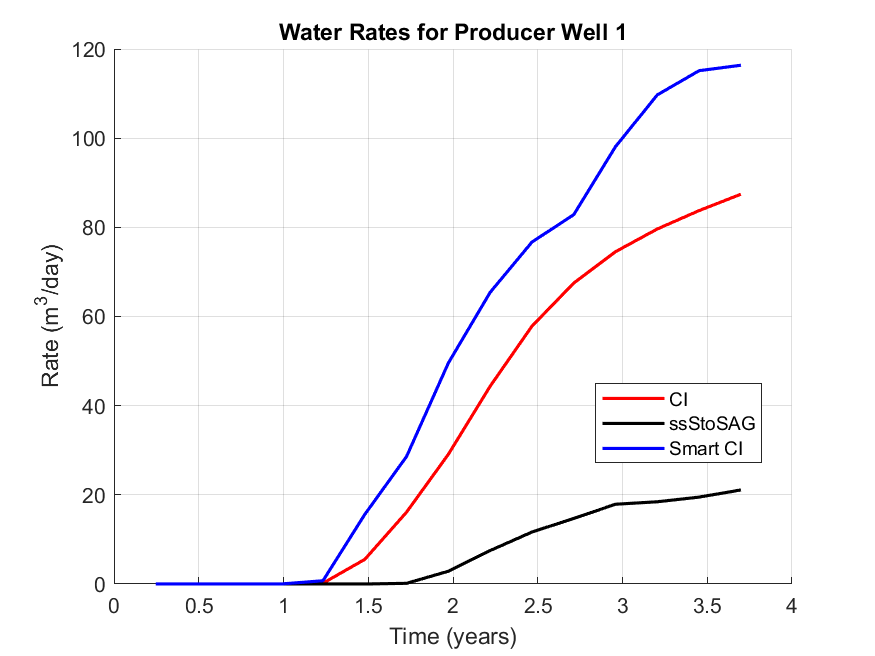 Water Rates for Producer Well 1
120
100
80
60
40
20
0
Rate (m³/day)
0 0.5 1 1.5 2 2.5 3 3.5 4
Time (years)
CI
ssStoSAG
Smart CI